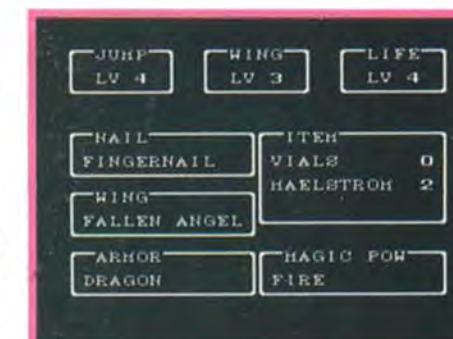 JUMP WING LIFE
LV 4 LV 3 LV 4
NAIL ITEM
FINGERNAIL VIALS 0
MAELSTROM 2
WING
FALLEN ANGEL
ARMOR MAGIC POW
DRAGON FIRE